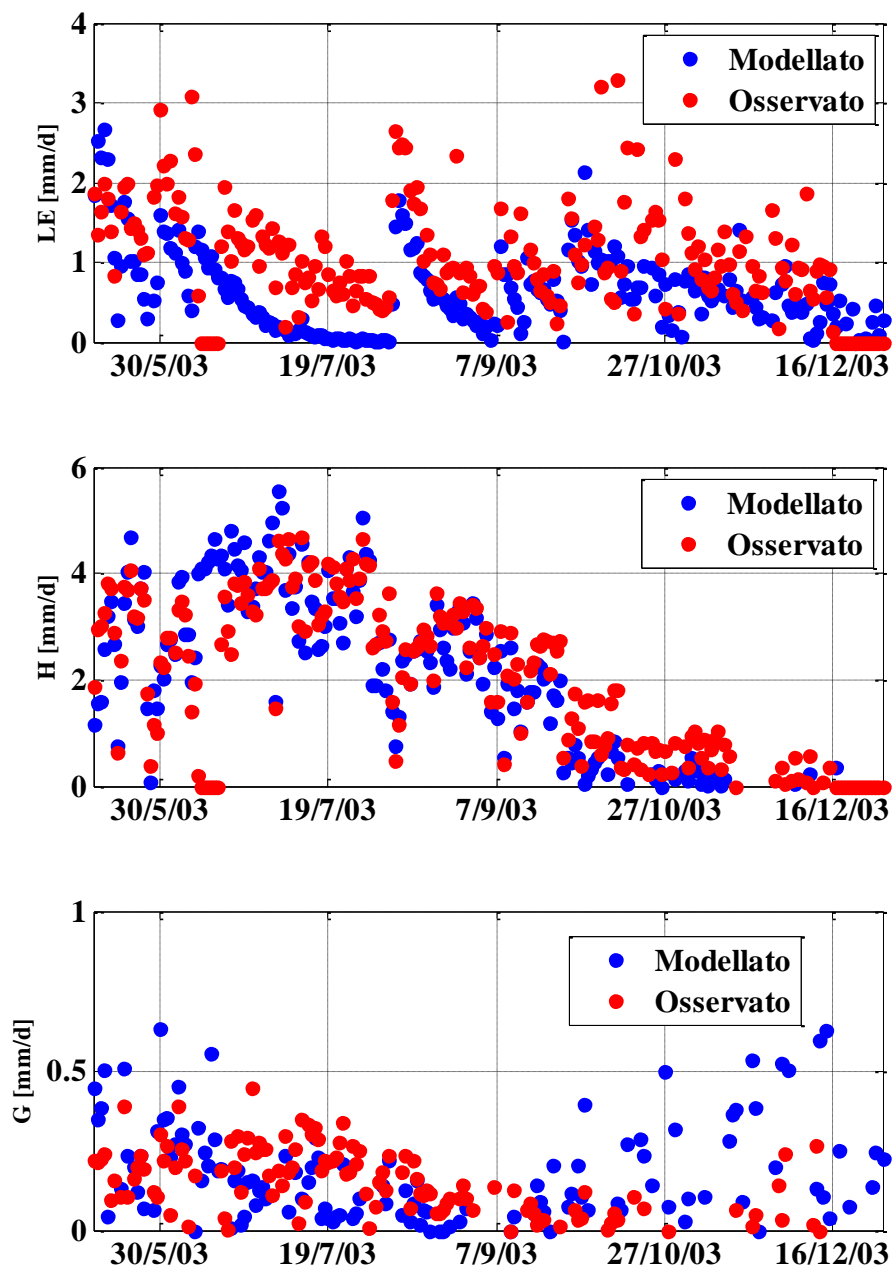 4
3
2
1
0
LE [mm/d]
Modellato
Osservato
30/5/03 19/7/03 7/9/03 27/10/03 16/12/03
6
4
2
0
H [mm/d]
Modellato
Osservato
30/5/03 19/7/03 7/9/03 27/10/03 16/12/03
1
0.5
0
G [mm/d]
Modellato
Osservato
30/5/03 19/7/03 7/9/03 27/10/03 16/12/03